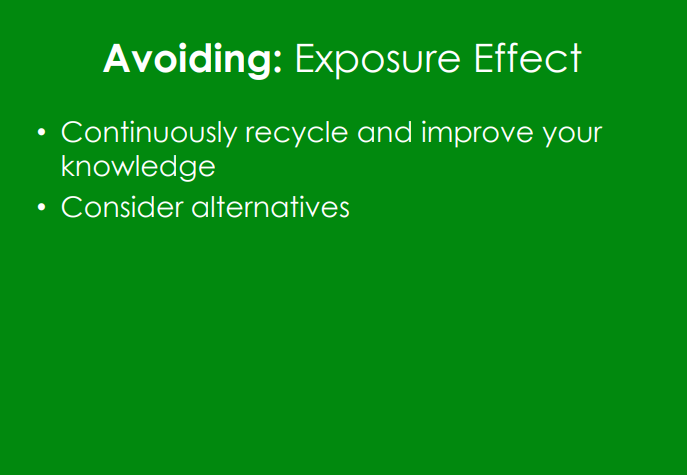 Avoiding: Exposure Effect
• Continuously recycle and improve your
knowledge
• Consider alternatives